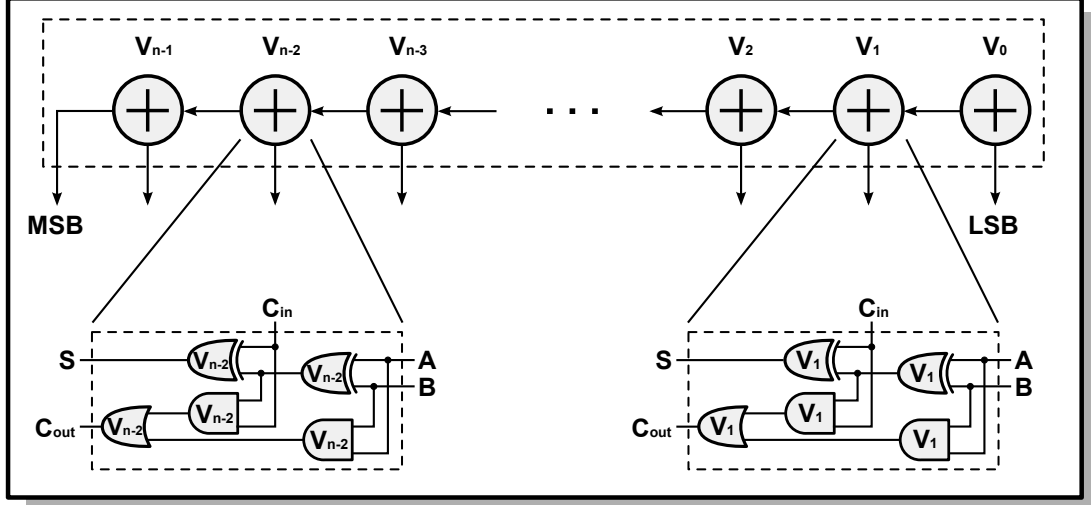 Vn-1 Vn-2 Vn-3 V2 V1 V0
. . .
MSB LSB
Cin Cin
S Vn-2 Vn-2 A S V1 V1 A
B B
Cout Vn-2 Vn-2 Vn-2 Cout V1 V1 V1